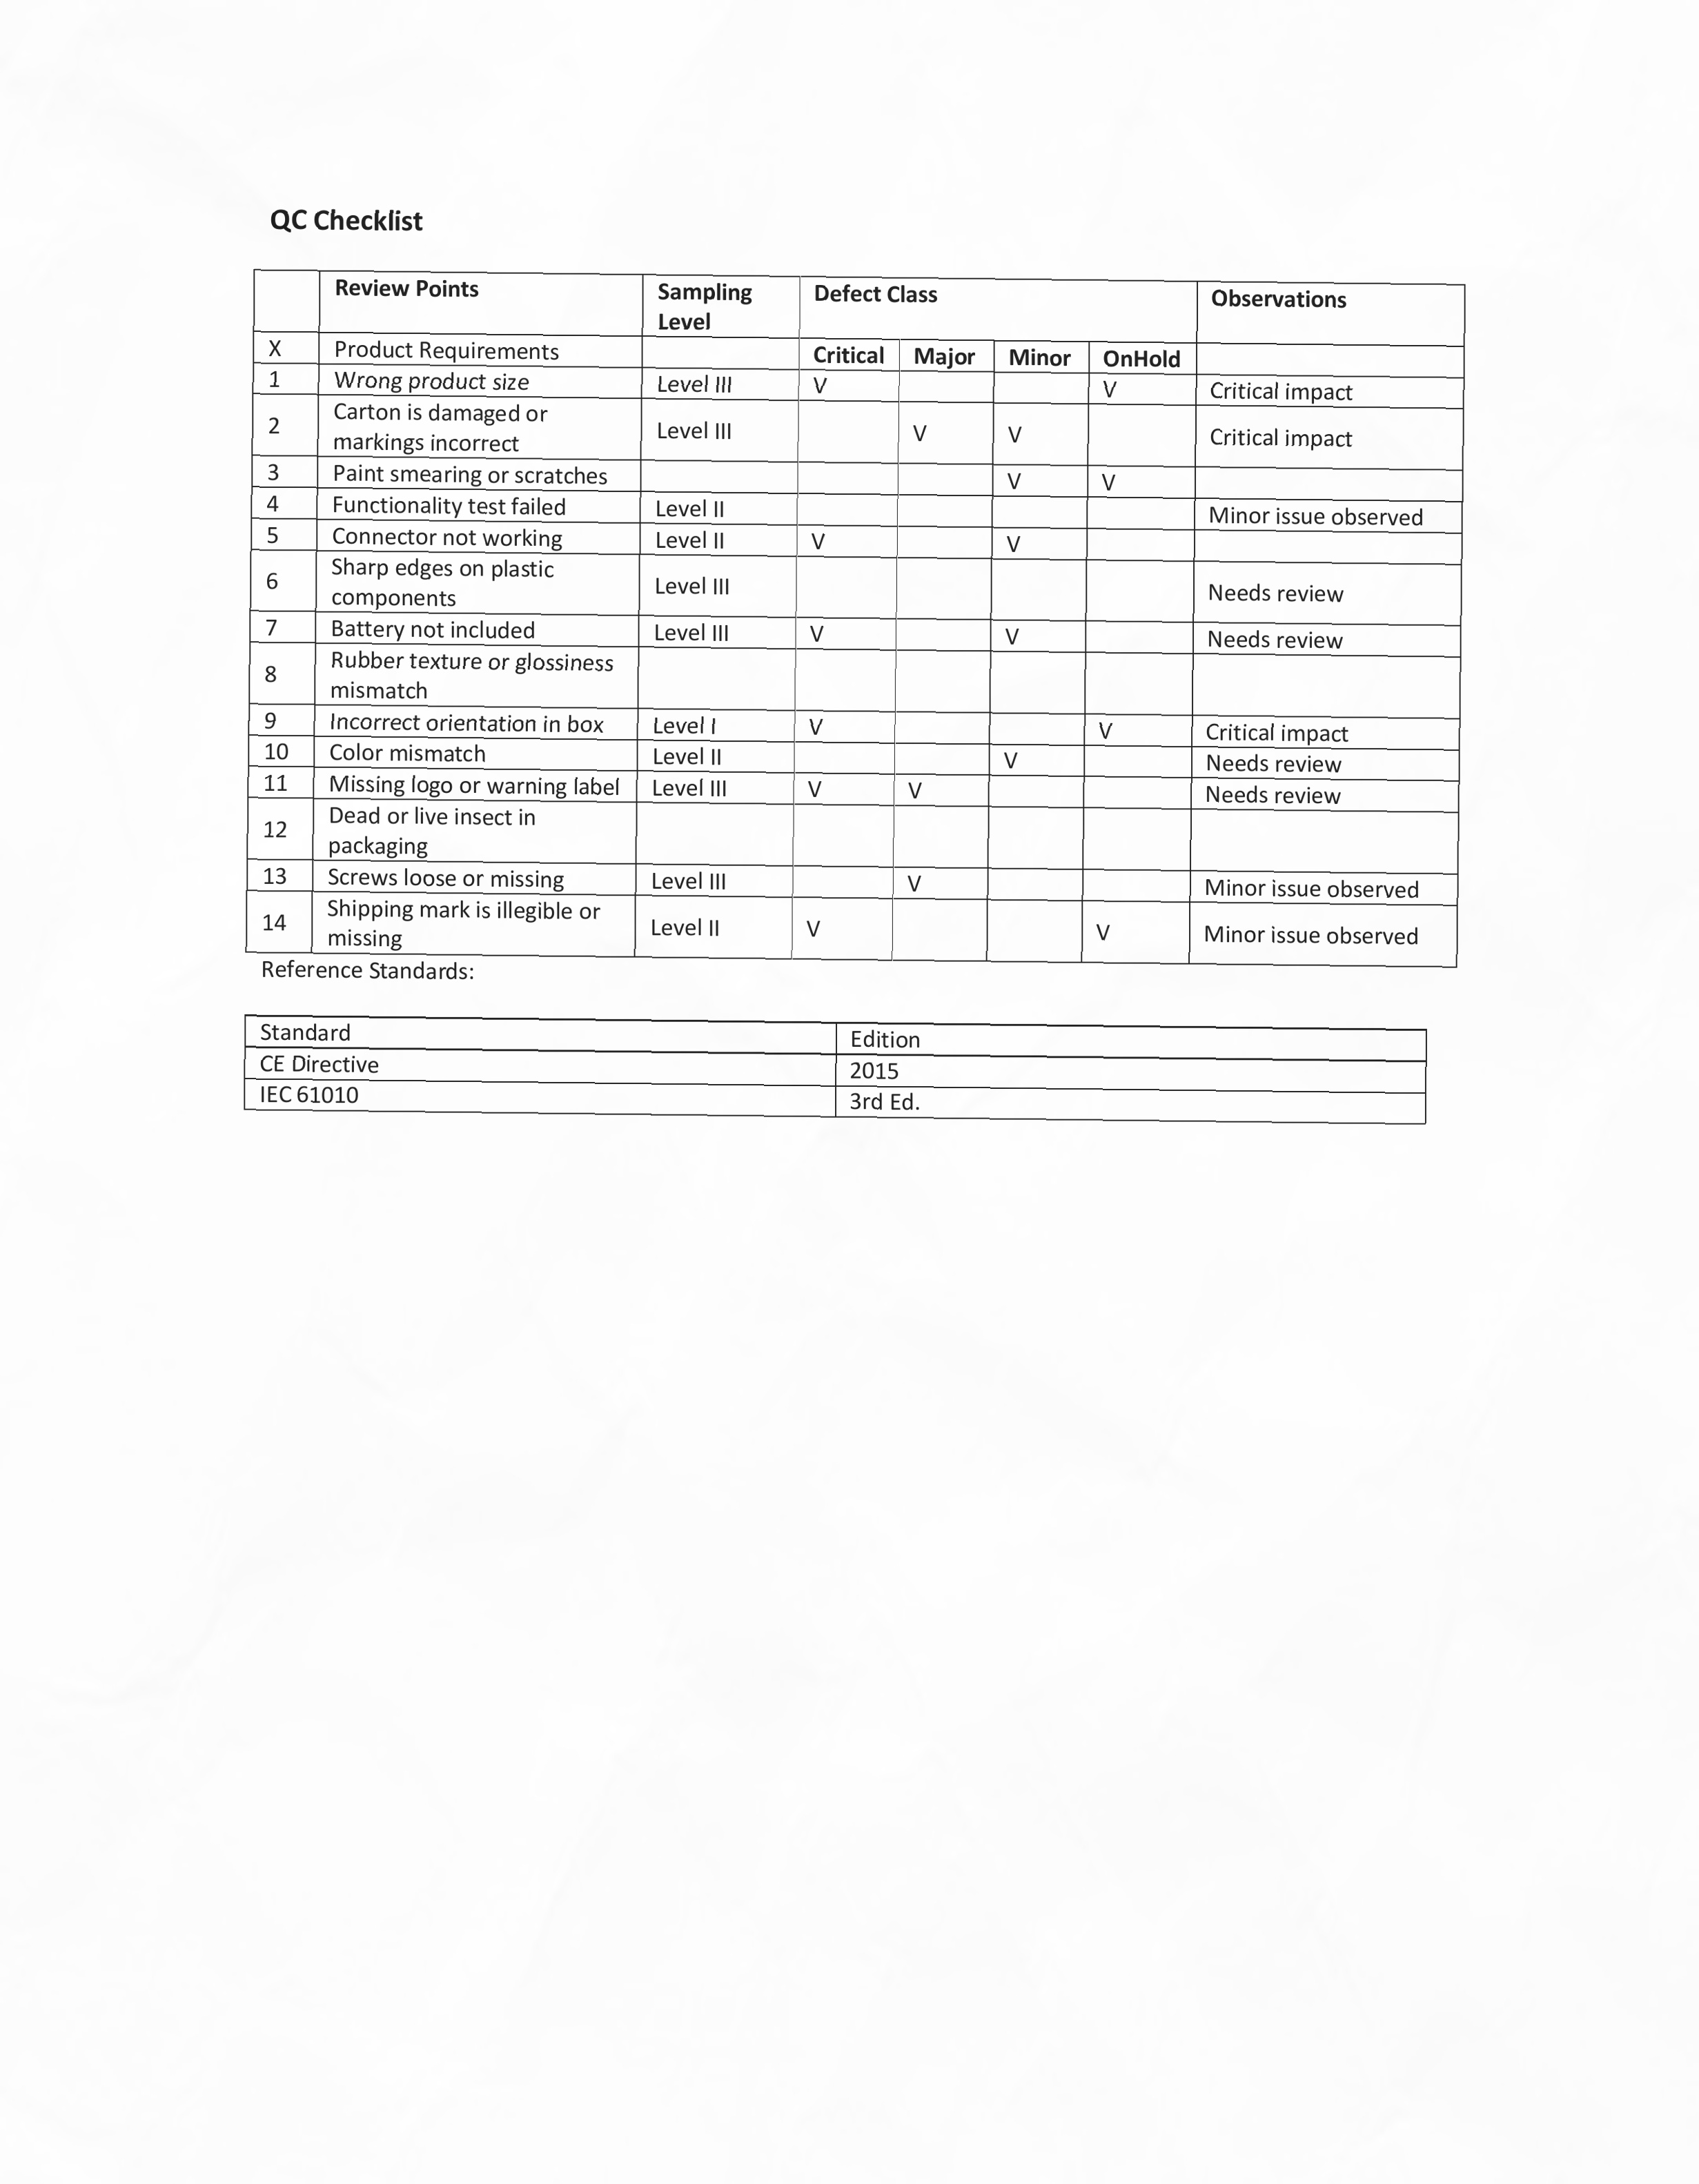 QC Checklist
Review Points Sampling Level Defect Class Observations
X Product Requirements Critical Major Minor OnHold
1 Wrong product size Level III V V Critical impact
2 Carton is damaged or markings incorrect Level III V V Critical impact
3 Paint smearing or scratches V V
4 Functionality test failed Level II Minor issue observed
5 Connector not working Level II V V
6 Sharp edges on plastic components Level III Needs review
7 Battery not included Level III V V Needs review
8 Rubber texture or glossiness mismatch
9 Incorrect orientation in box Level I V V Critical impact
10 Color mismatch Level II V Needs review
11 Missing logo or warning label Level III V V Needs review
12 Dead or live insect in packaging
13 Screws loose or missing Level III V Minor issue observed
14 Shipping mark is illegible or missing Level II V V Minor issue observed
Reference Standards:
Standard Edition
CE Directive 2015
IEC 61010 3rd Ed.